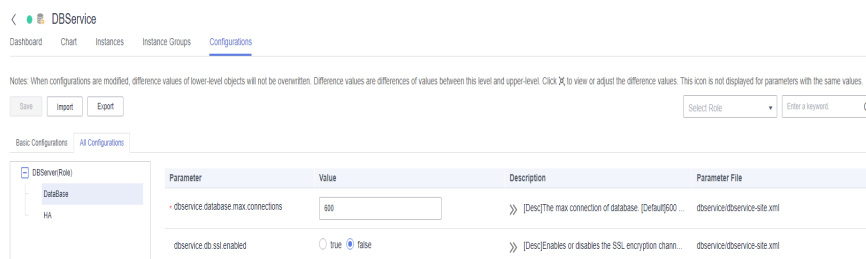 DBService
Dashboard Chart Instances Instance Groups Configurations
Notes: When configurations are modified, difference values of lower-level objects will not be overwritten. Difference values are differences of values between this level and upper-level. Click to view or adjust the difference values. This icon is not displayed for parameters with the same values.
Save Import Export Select Role Enter a keyword.
Basic Configurations All Configurations
DBServer(Role) Parameter Value Description Parameter File
DataBase * dbservice.database.max.connections 600 [Desc]The max connection of database. [Default]600 ... dbservice/dbservice-site.xml
HA
dbservice.db.ssl.enabled true false [Desc]Enables or disables the SSL encryption chann... dbservice/dbservice-site.xml